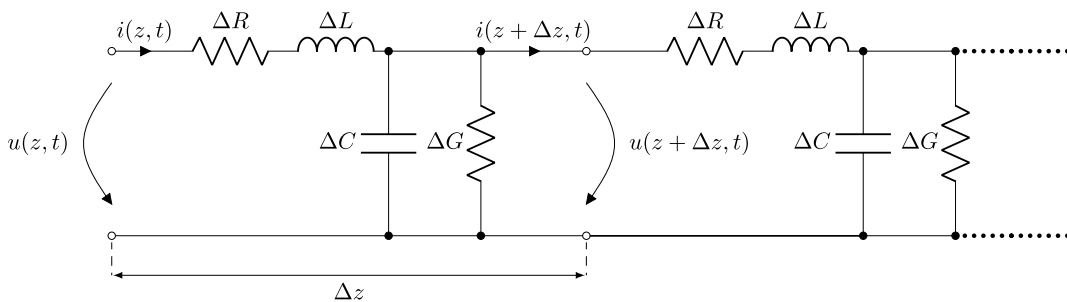 i(z, t)
ΔR
ΔL
i(z + Δz, t)
ΔR
ΔL
u(z, t)
ΔC
ΔG
u(z + Δz, t)
ΔC
ΔG
Δz